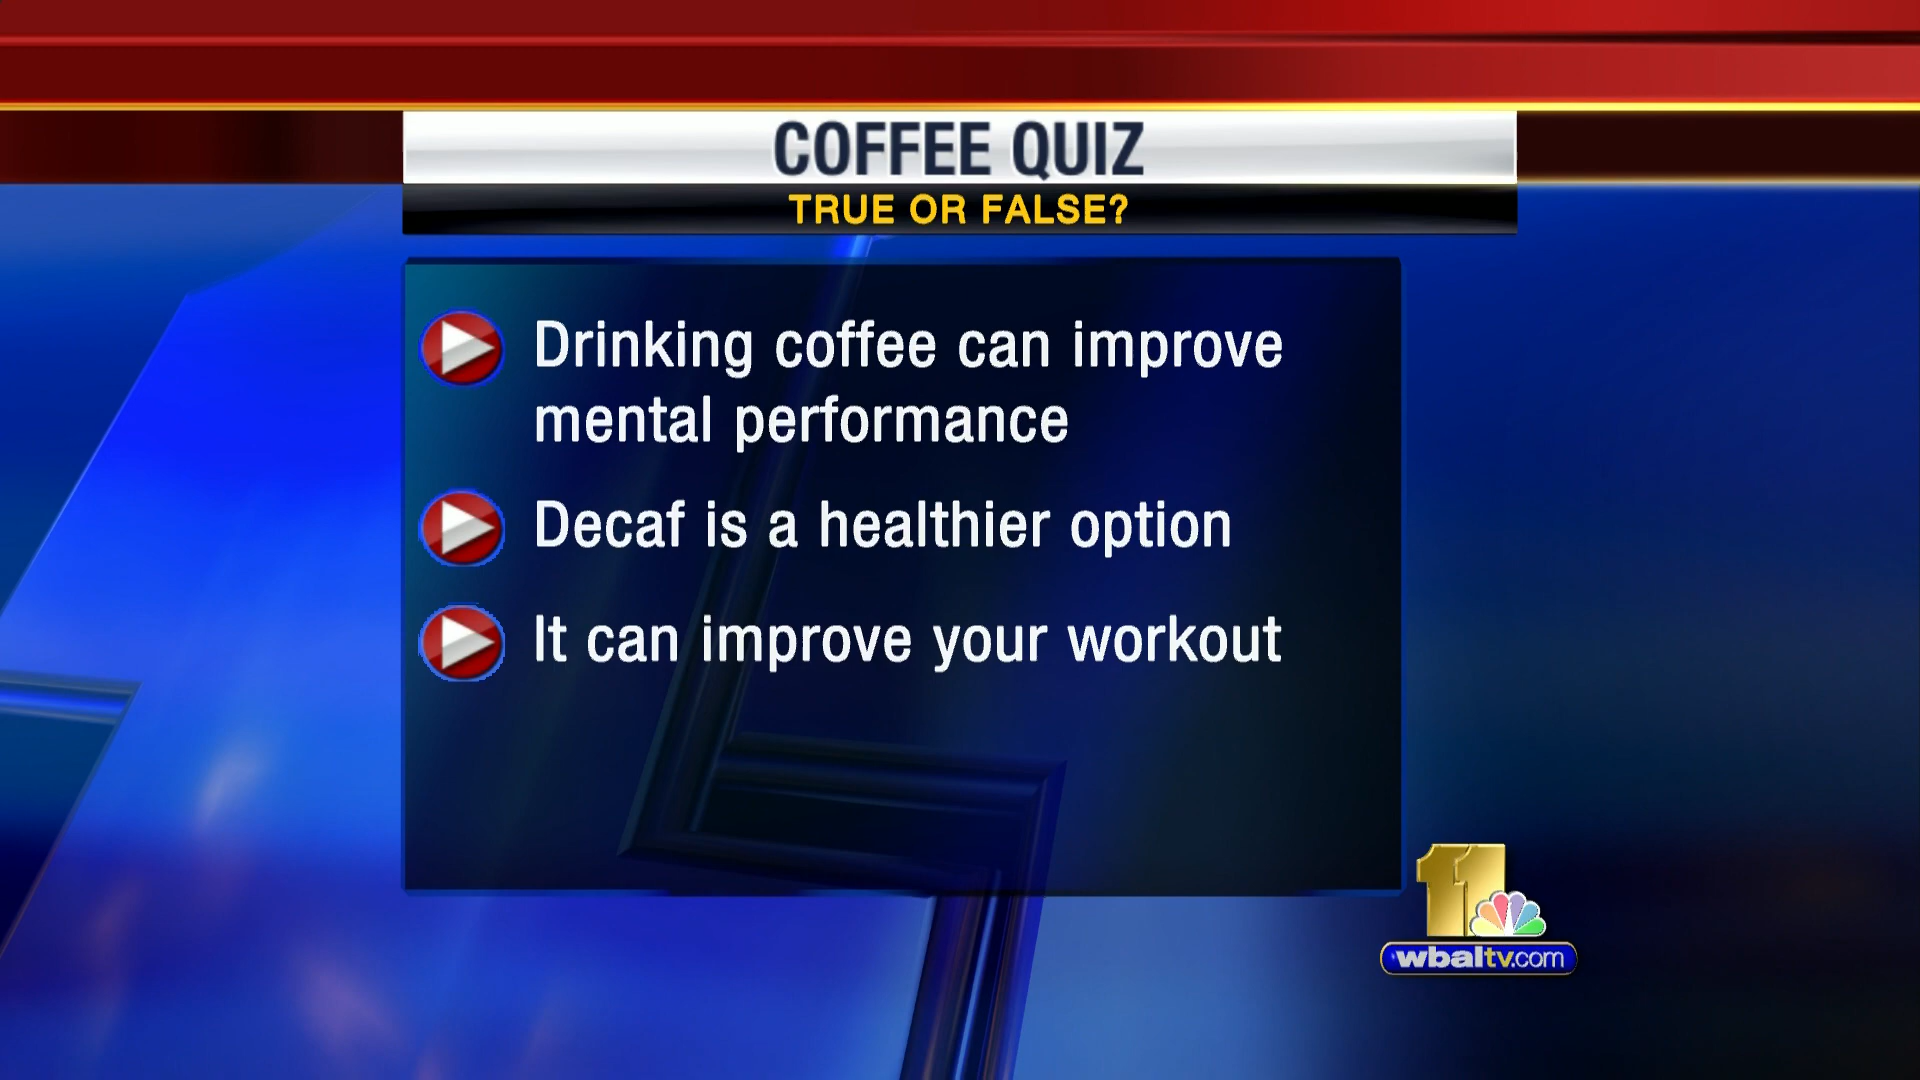 COFFEE QUIZ
TRUE OR FALSE?
Drinking coffee can improve
mental performance
Decaf is a healthier option
It can improve your workout
11
wbaltv.com